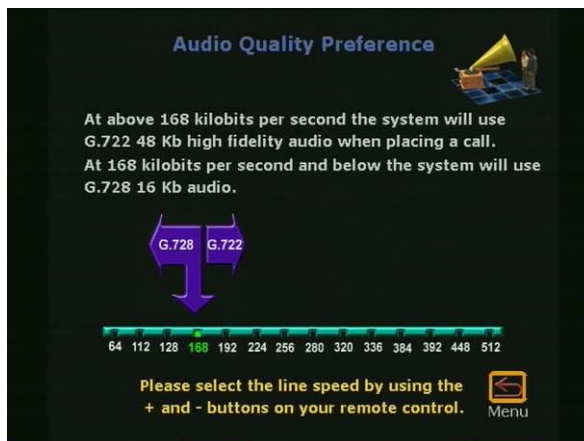 Audio Quality Preference
At above 168 kilobits per second the system will use
G.722 48 Kb high fidelity audio when placing a call.
At 168 kilobits per second and below the system will use
G.728 16 Kb audio.
G.728 G.722
64 112 128 168 192 224 256 280 320 336 384 392 448 512
Please select the line speed by using the
+ and - buttons on your remote control.
Menu